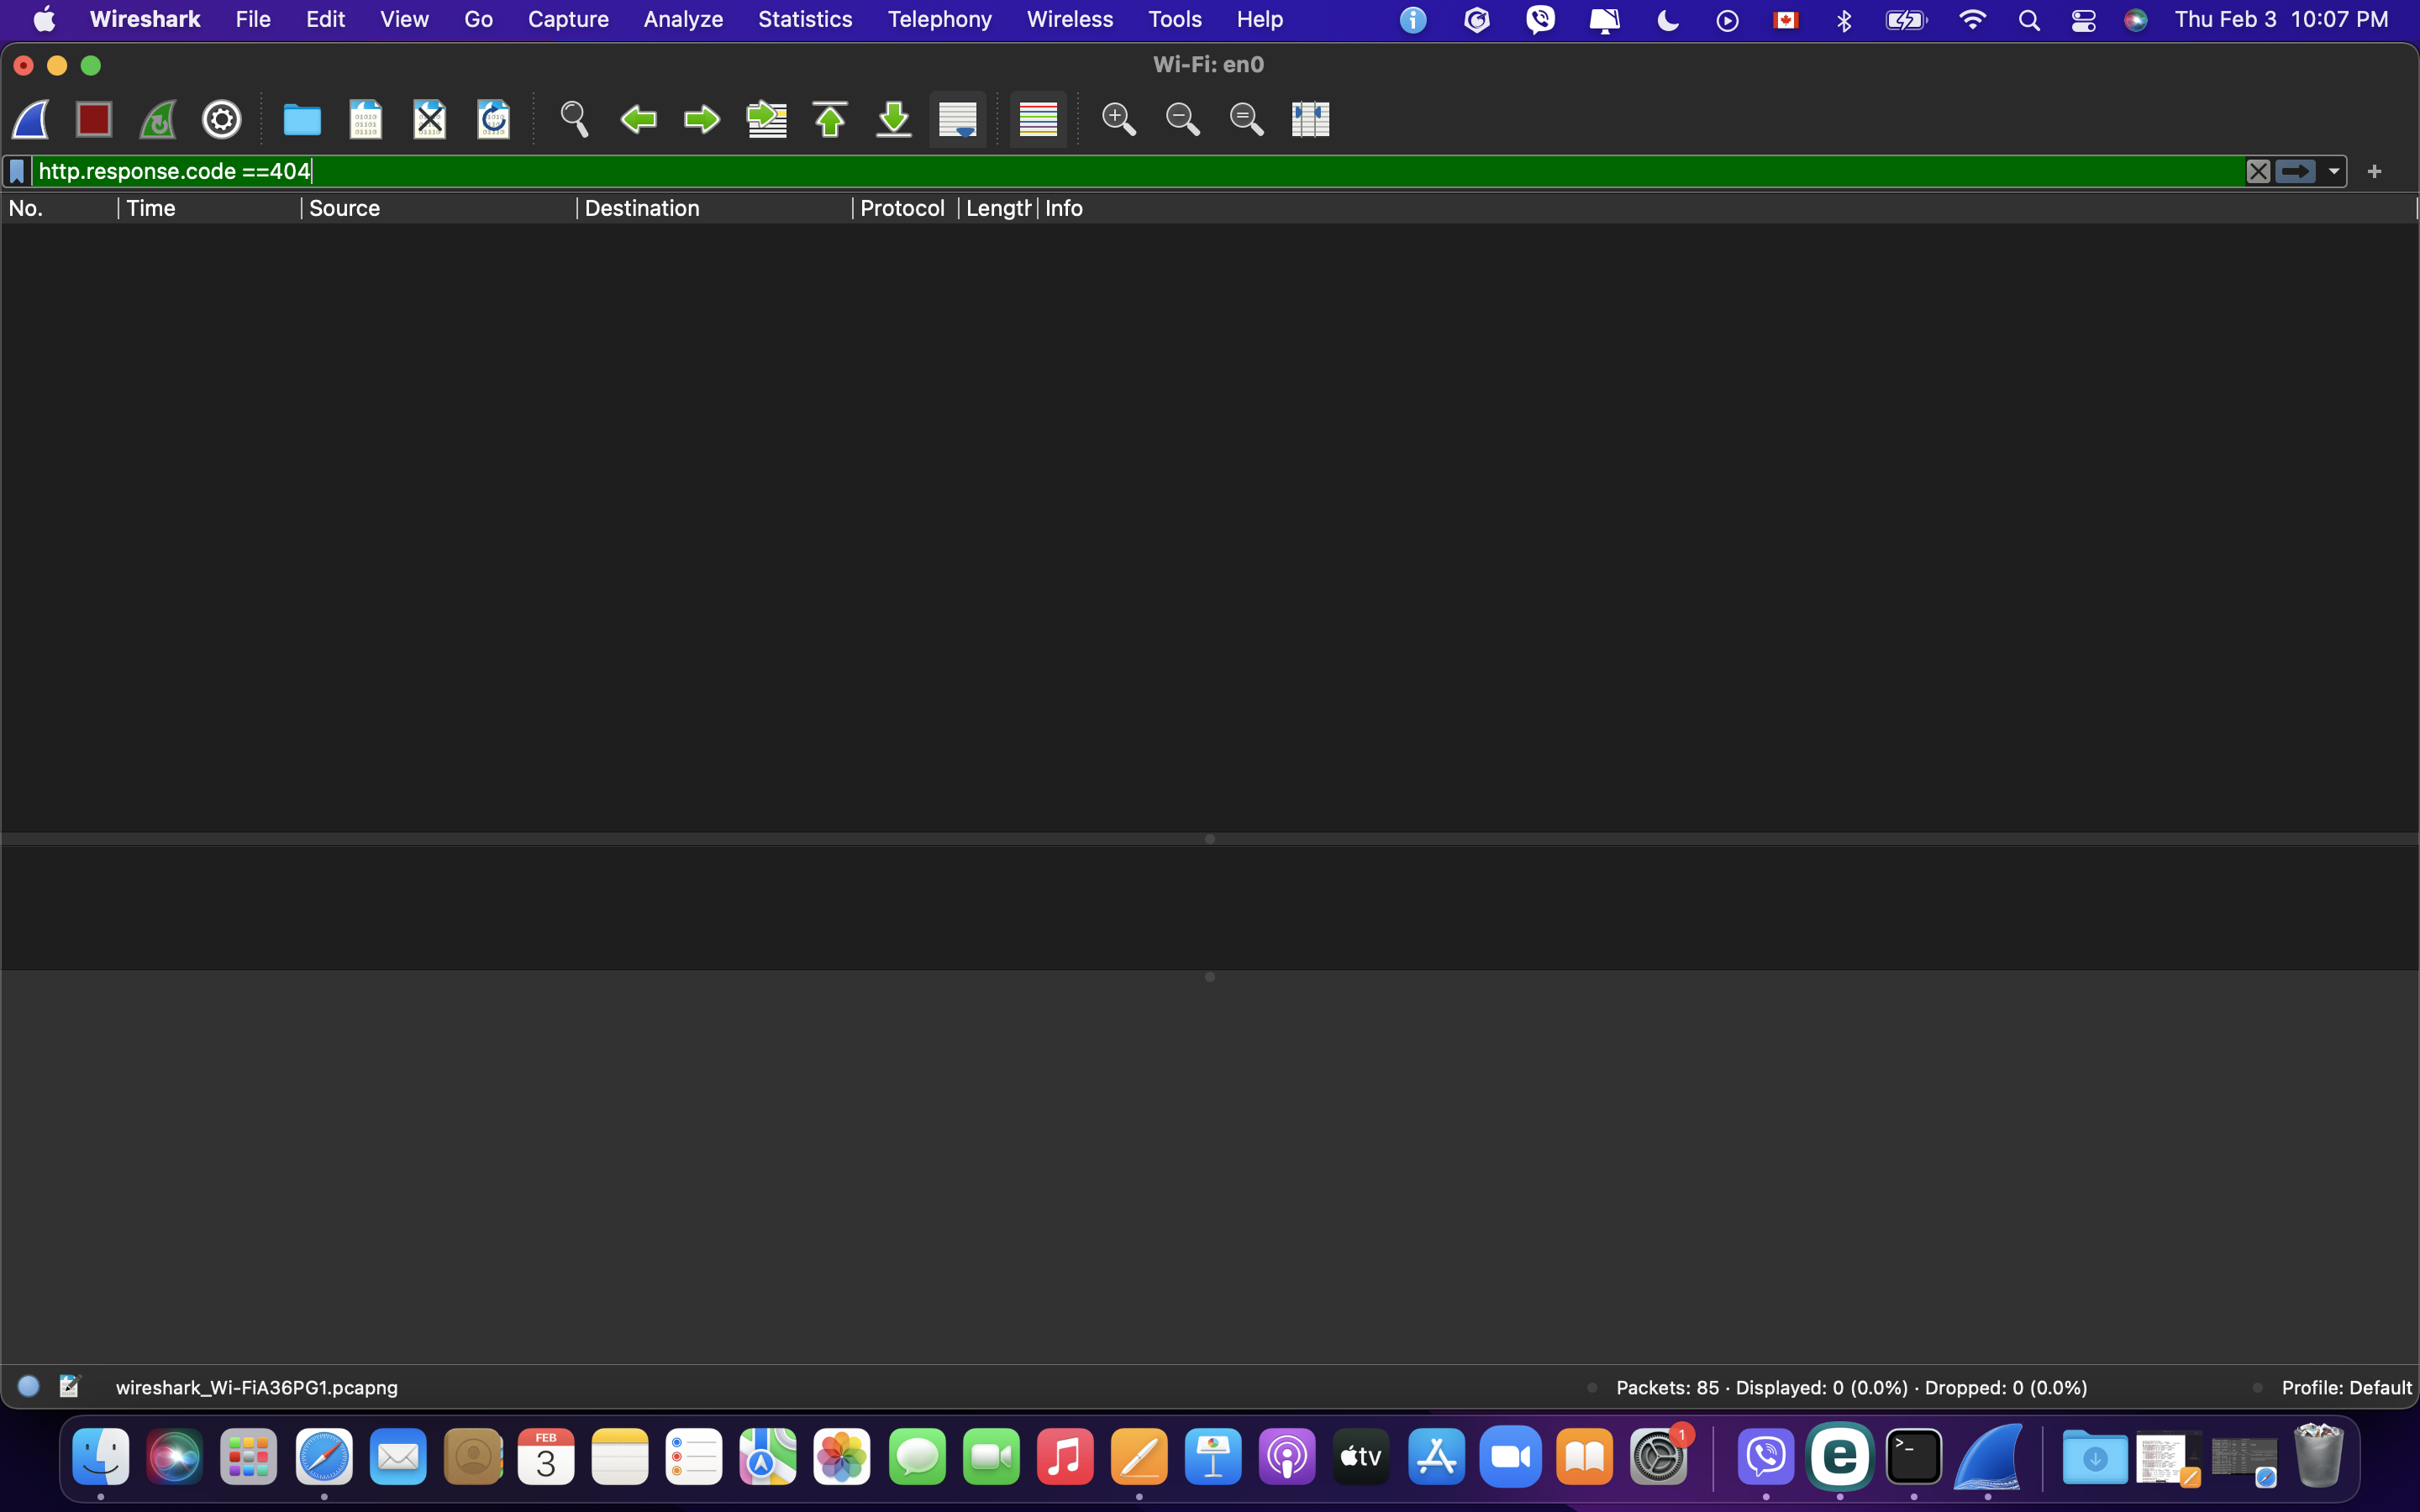 Wireshark File Edit View Go Capture Analyze Statistics Telephony Wireless Tools Help Thu Feb 3 10:07 PM
Wi-Fi: en0
http.response.code ==404
No. Time Source Destination Protocol Length Info
wireshark_Wi-FiA36PG1.pcapng Packets: 85 · Displayed: 0 (0.0%) · Dropped: 0 (0.0%) Profile: Default
FEB
3
tv
1
e
>_